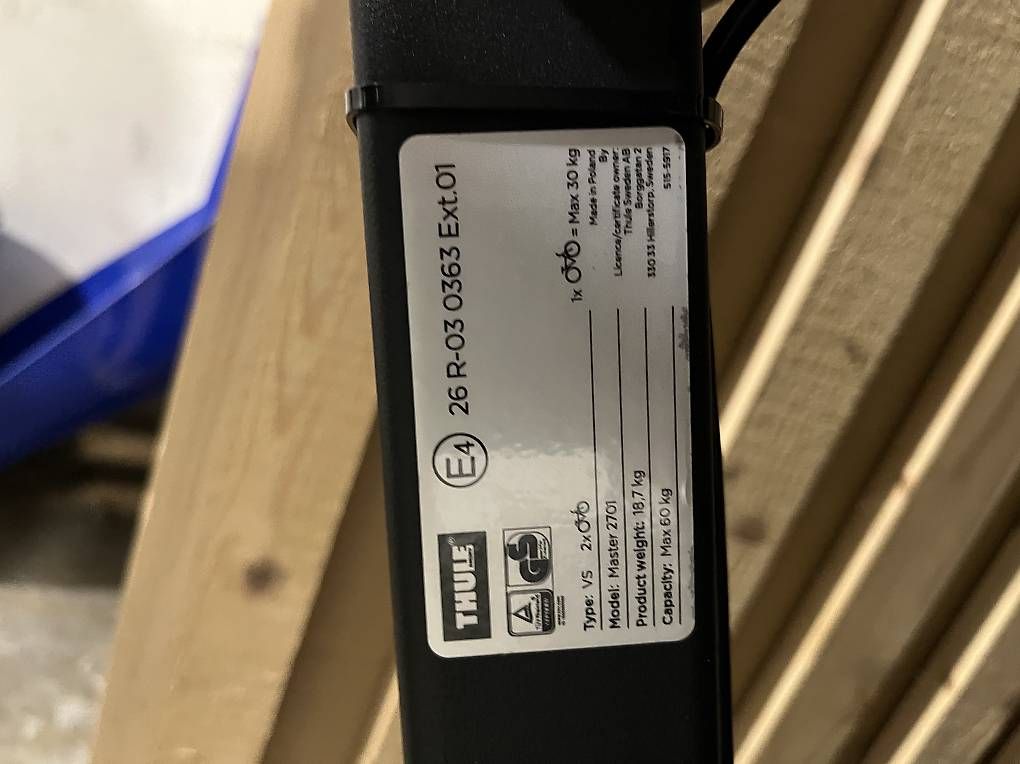 THULE
E4 26 R-03 0363 Ext.01
GS
Type: VS 2x
Model: Master 2701
Product weight: 18,7 kg
Capacity: Max 60 kg
1x = Max 30 kg
Made in Poland
By
Licence/certificate owner:
Thule Sweden AB
Borggatan 2
330 33 Hillerstorp, Sweden
515-5917